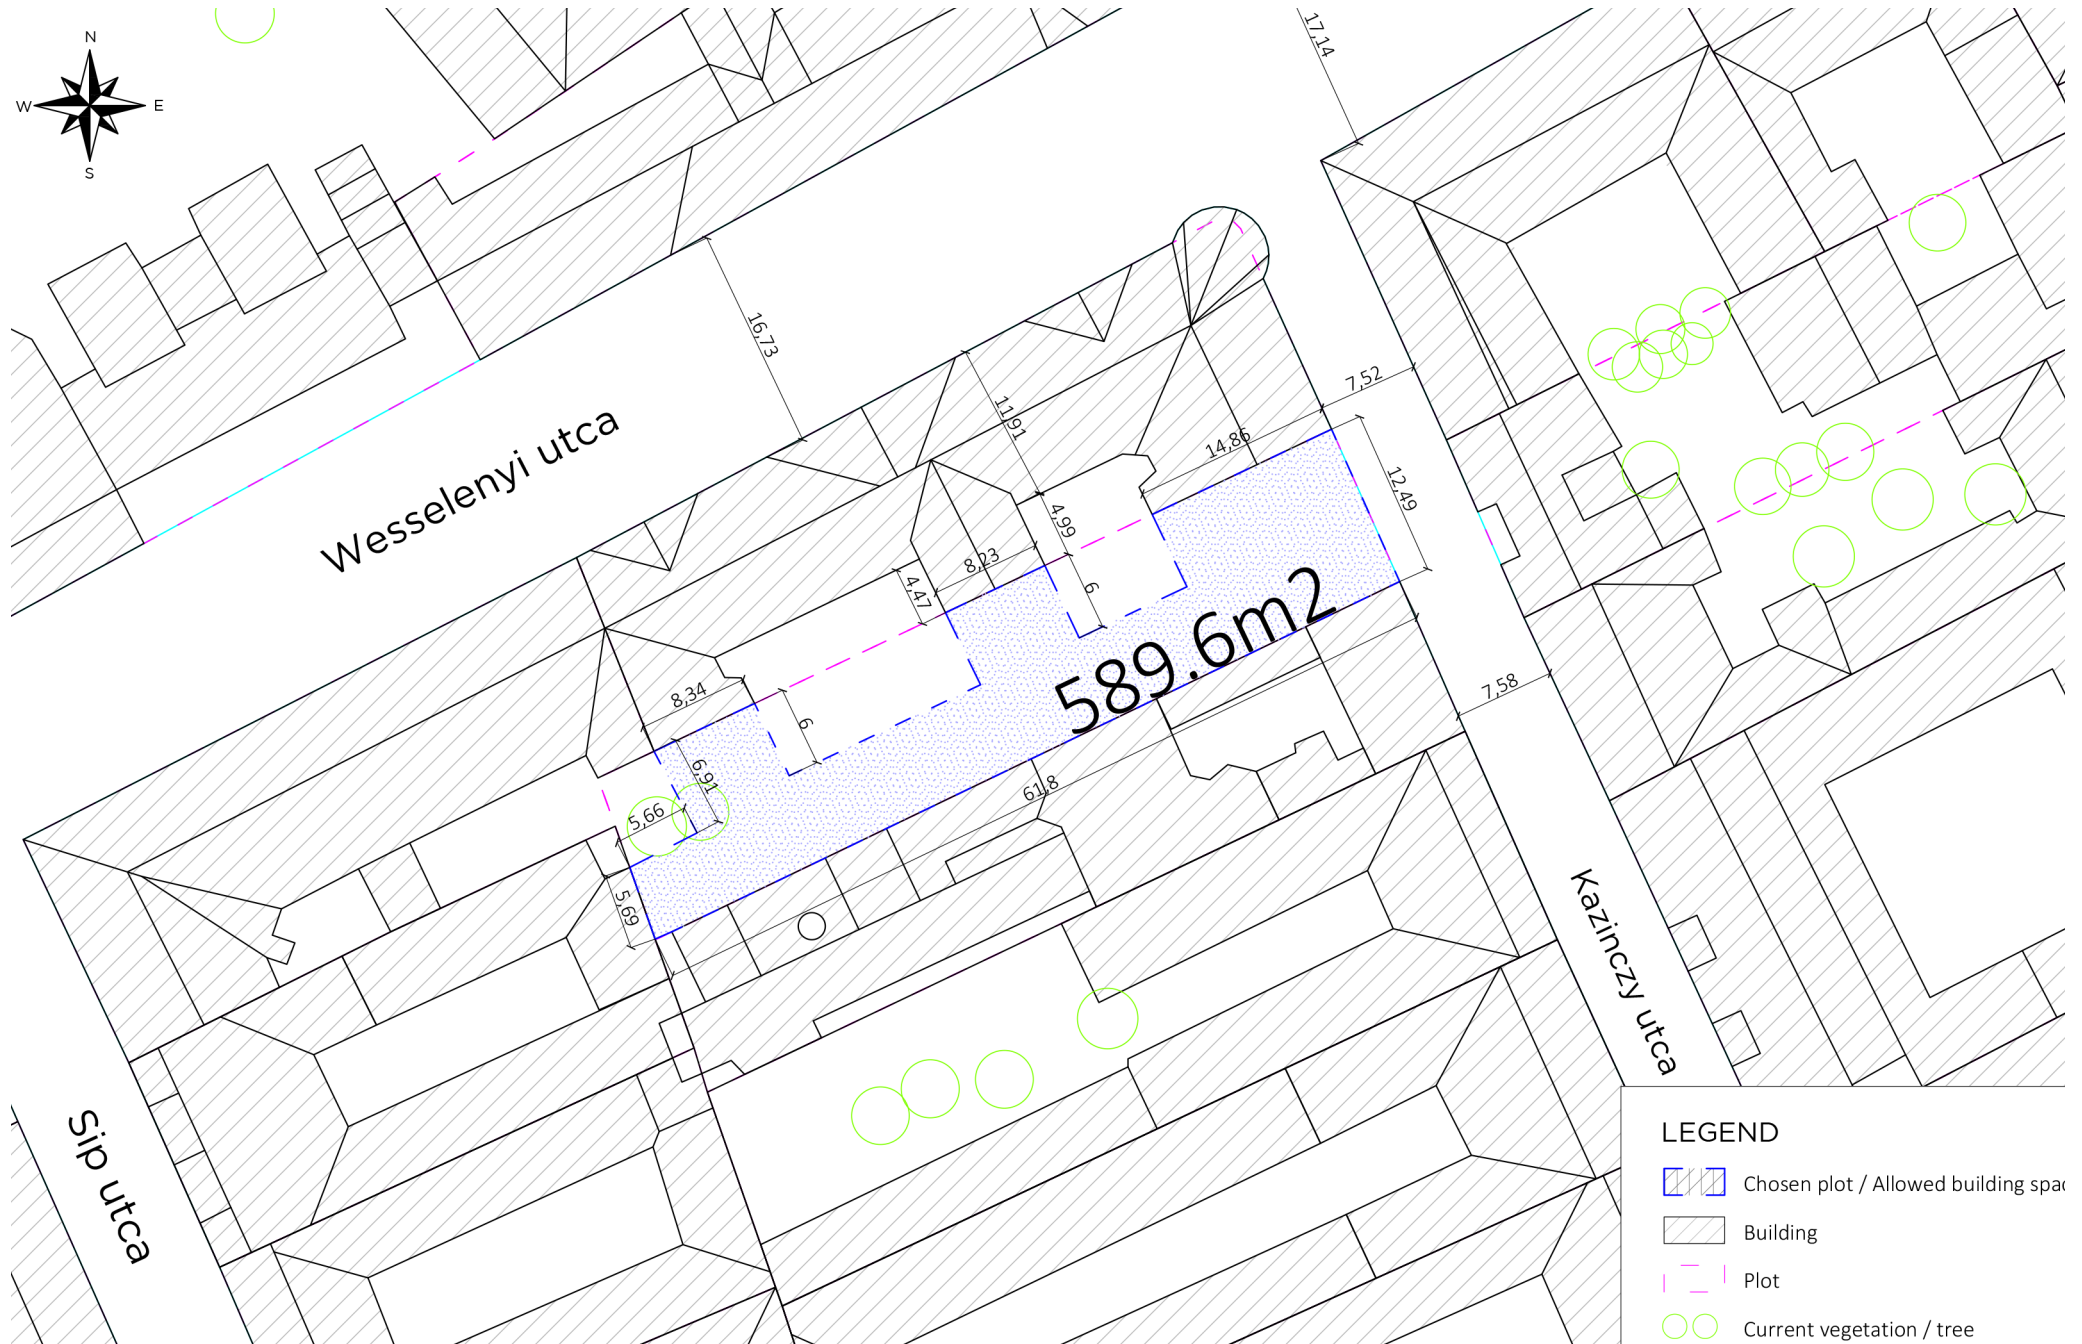 N
W
E
S
17,14
16,73
Wesselenyi utca
7,52
11,91
14,86
12,49
4,99
8,23
4,47
6
589.6m2
8,34
6
7,58
6,91
61,8
5,66
5,69
Kazinczy utca
Sip utca
LEGEND
Chosen plot / Allowed building spac
Building
Plot
Current vegetation / tree